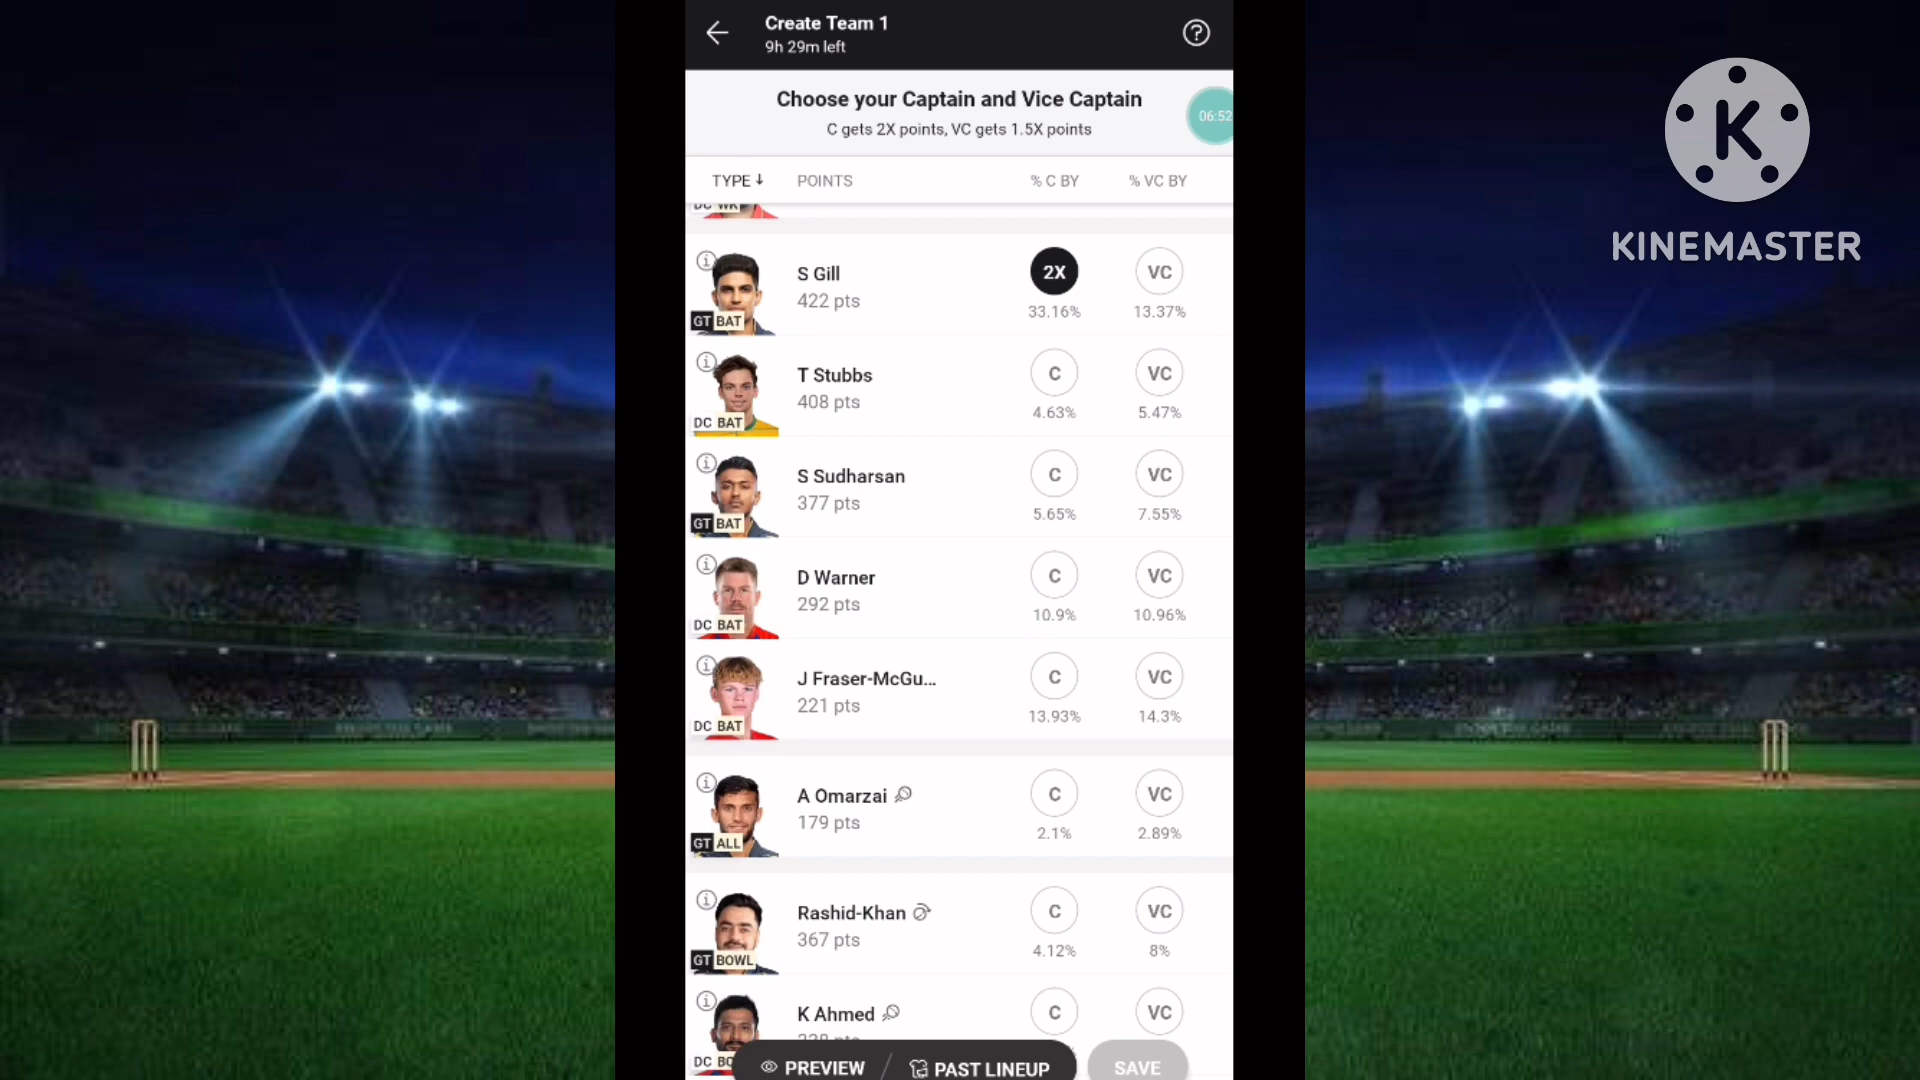 Create Team 1
9h 29m left
Choose your Captain and Vice Captain
C gets 2X points, VC gets 1.5X points
06:52
TYPE POINTS % C BY % VC BY
DC WK
S Gill 2X VC
422 pts 33.16% 13.37%
GT BAT
T Stubbs C VC
408 pts 4.63% 5.47%
DC BAT
S Sudharsan C VC
377 pts 5.65% 7.55%
GT BAT
D Warner C VC
292 pts 10.9% 10.96%
DC BAT
J Fraser-McGu... C VC
221 pts 13.93% 14.3%
DC BAT
A Omarzai C VC
179 pts 2.1% 2.89%
GT ALL
Rashid-Khan C VC
367 pts 4.12% 8%
GT BOWL
K Ahmed C VC
DC
PREVIEW PAST LINEUP SAVE
K
KINEMASTER